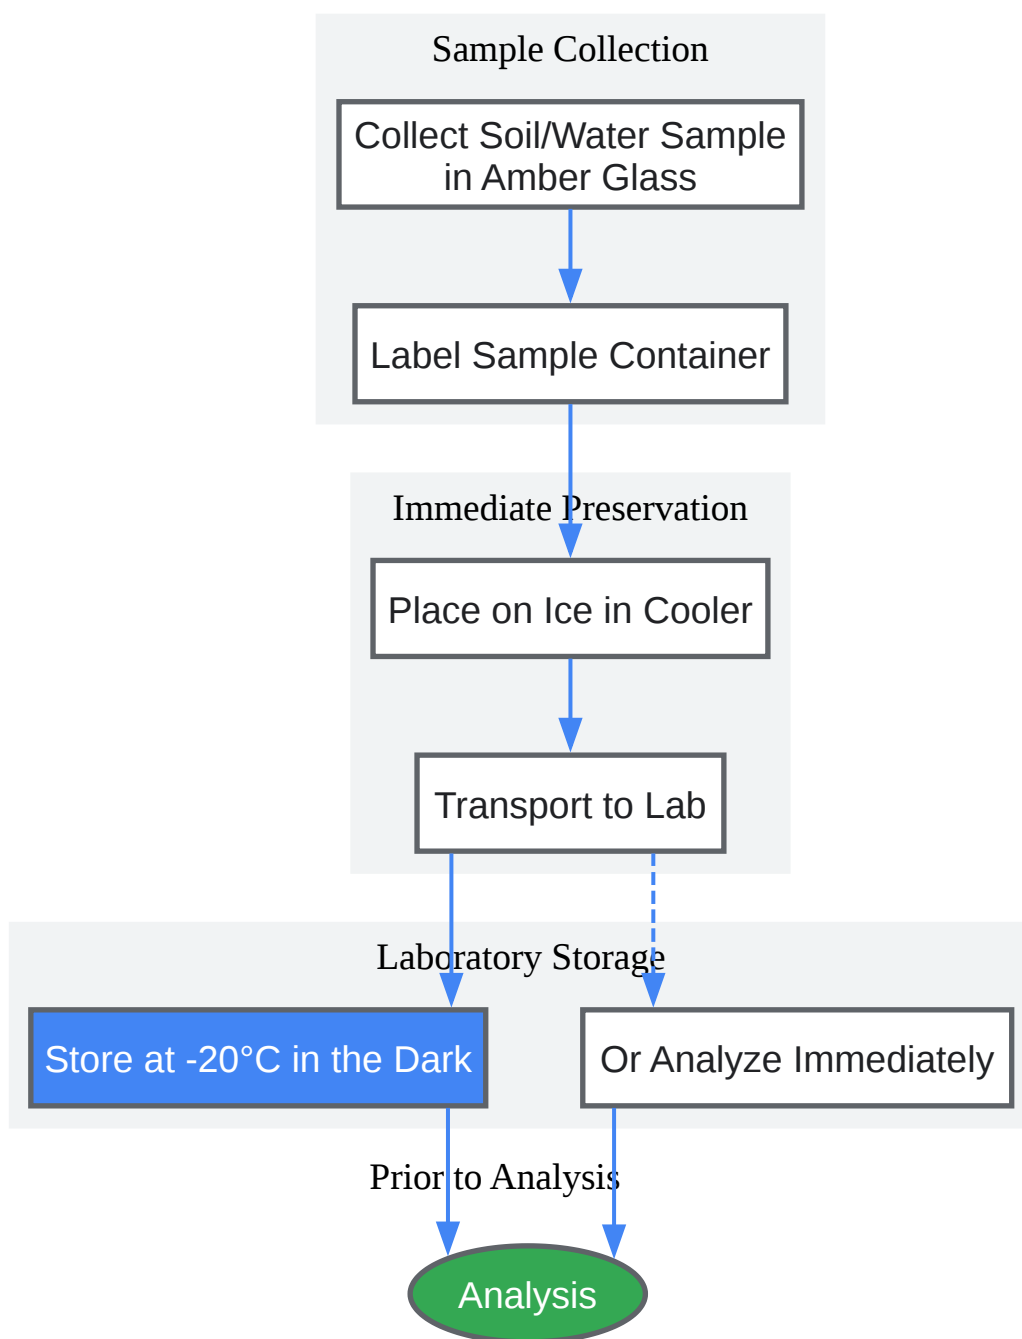 Sample Collection
Collect Soil/Water Sample
in Amber Glass
Label Sample Container
Immediate Preservation
Place on Ice in Cooler
Transport to Lab
Laboratory Storage
Store at -20°C in the Dark
Or Analyze Immediately
Prior to Analysis
Analysis